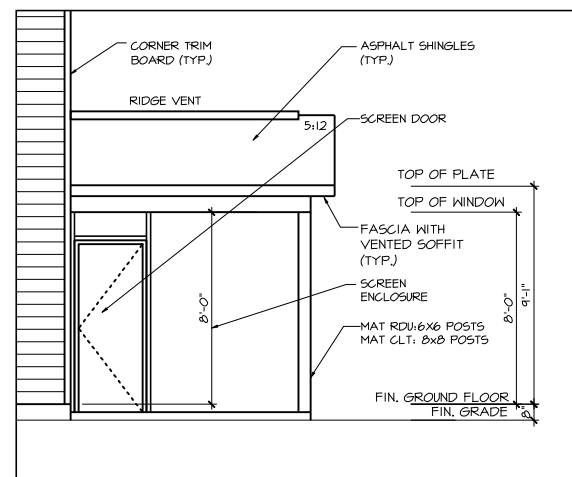 CORNER TRIM
BOARD (TYP.)
ASPHALT SHINGLES
(TYP.)
RIDGE VENT
5:12
SCREEN DOOR
TOP OF PLATE
TOP OF WINDOW
FASCIA WITH
VENTED SOFFIT
(TYP.)
SCREEN
ENCLOSURE
8'-0"
8'-0"
9'-1"
MAT RDU:6X6 POSTS
MAT CLT: 8x8 POSTS
FIN. GROUND FLOOR
FIN. GRADE
8"